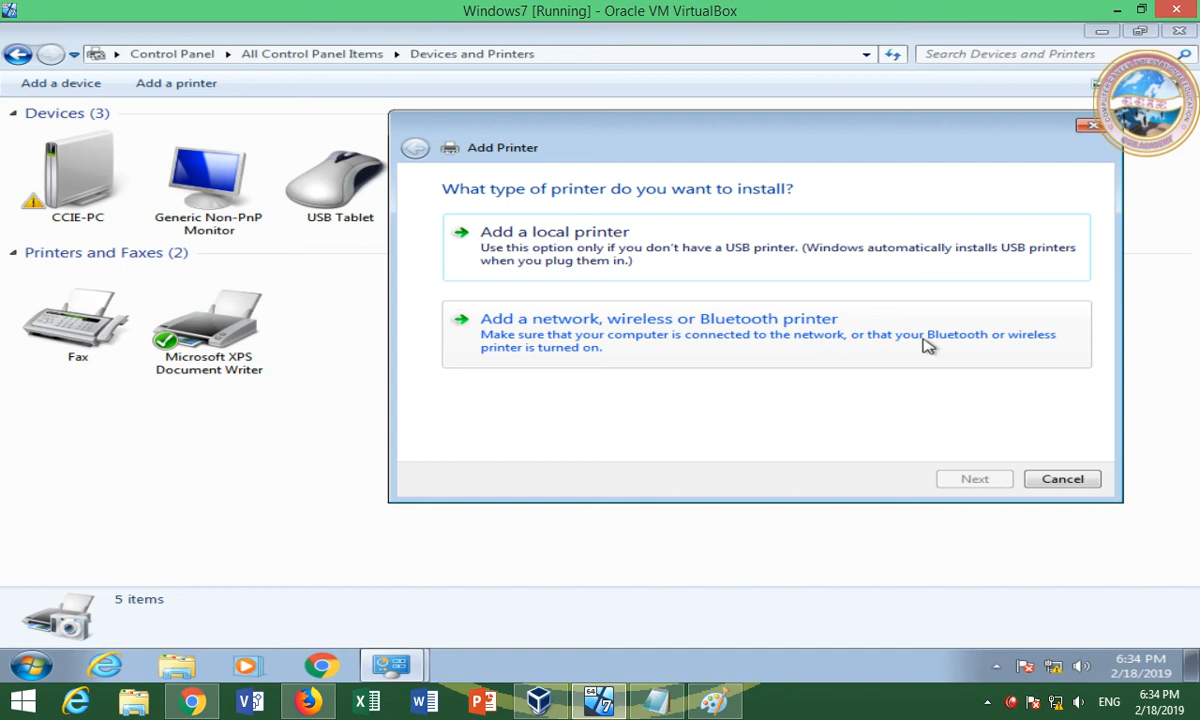 Windows7 [Running] - Oracle VM VirtualBox
Control Panel All Control Panel Items Devices and Printers
Search Devices and Printers
Add a device Add a printer
Devices (3)
CCIE-PC
Generic Non-PnP
Monitor
USB Tablet
Printers and Faxes (2)
Fax
Microsoft XPS
Document Writer
Add Printer
What type of printer do you want to install?
Add a local printer
Use this option only if you don't have a USB printer. (Windows automatically installs USB printers
when you plug them in.)
Add a network, wireless or Bluetooth printer
Make sure that your computer is connected to the network, or that your Bluetooth or wireless
printer is turned on.
Next Cancel
5 items
6:34 PM
2/18/2019
64
7
ENG
6:34 PM
2/18/2019